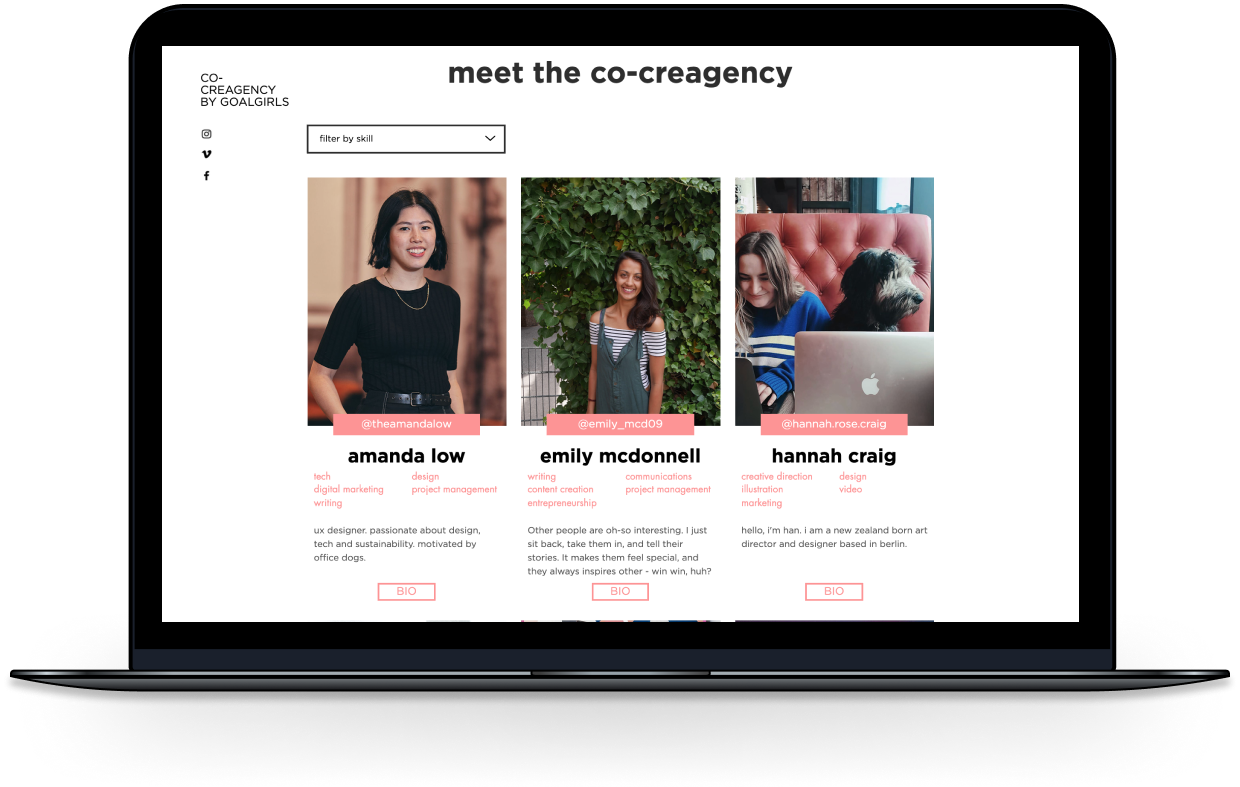 meet the co-creagency
CO-
CREAGENCY
BY GOALGIRLS
filter by skill
@theamandalow
amanda low
tech
design
digital marketing
project management
writing
ux designer. passionate about design,
tech and sustainability. motivated by
office dogs.
BIO
@emily_mcd09
emily mcdonnell
writing
communications
content creation
project management
entrepreneurship
Other people are oh-so interesting. I just
sit back, take them in, and tell their
stories. It makes them feel special, and
they always inspires other - win win, huh?
BIO
@hannah.rose.craig
hannah craig
creative direction
design
illustration
video
marketing
hello, i'm han. i am a new zealand born art
director and designer based in berlin.
BIO